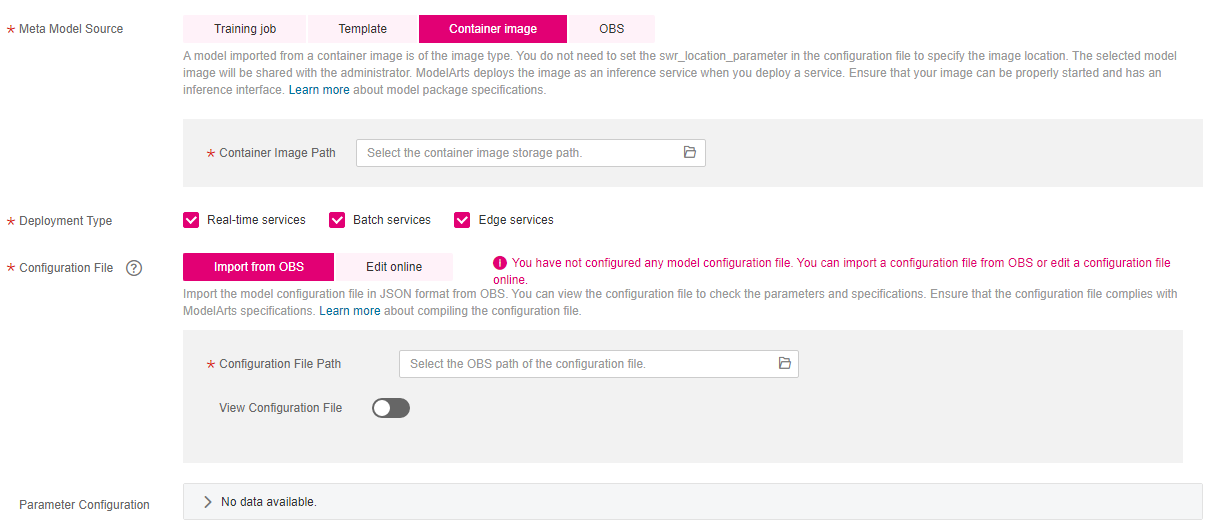 * Meta Model Source Training job Template Container image OBS
A model imported from a container image is of the image type. You do not need to set the swr_location_parameter in the configuration file to specify the image location. The selected model
image will be shared with the administrator. ModelArts deploys the image as an inference service when you deploy a service. Ensure that your image can be properly started and has an
inference interface. Learn more about model package specifications.
* Container Image Path Select the container image storage path.
* Deployment Type Real-time services Batch services Edge services
* Configuration File ? Import from OBS Edit online You have not configured any model configuration file. You can import a configuration file from OBS or edit a configuration file
online.
Import the model configuration file in JSON format from OBS. You can view the configuration file to check the parameters and specifications. Ensure that the configuration file complies with
ModelArts specifications. Learn more about compiling the configuration file.
* Configuration File Path Select the OBS path of the configuration file.
View Configuration File
Parameter Configuration No data available.